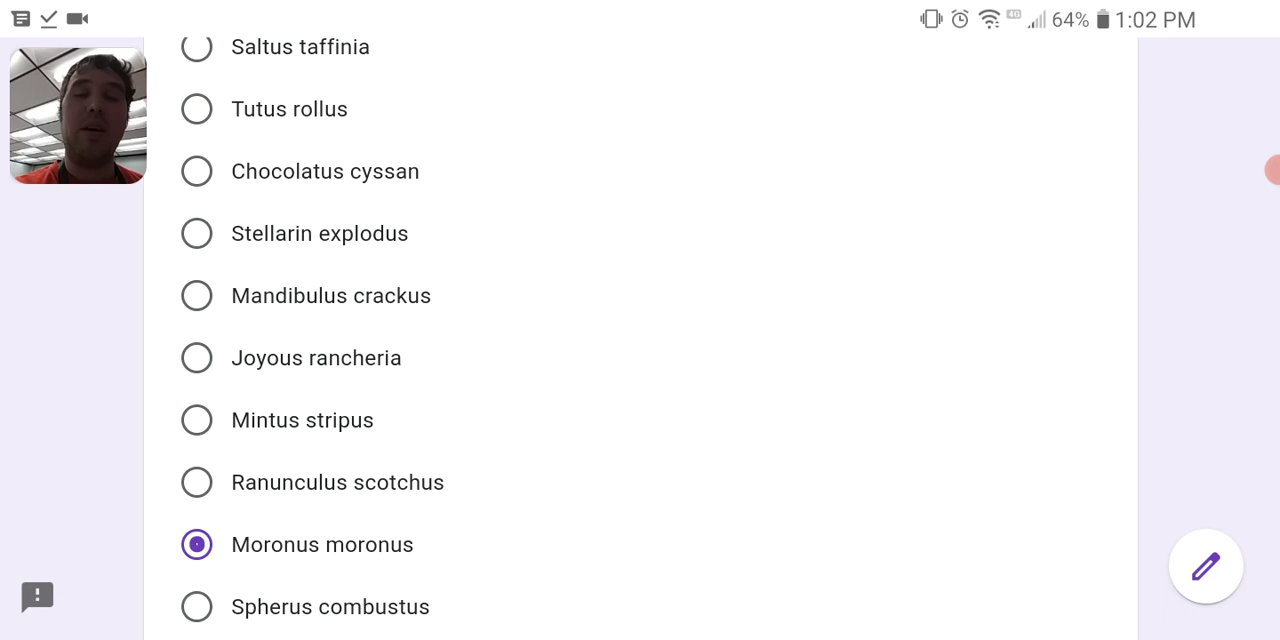 64% 1:02 PM
Saltus taffinia
Tutus rollus
Chocolatus cyssan
Stellarin explodus
Mandibulus crackus
Joyous rancheria
Mintus stripus
Ranunculus scotchus
Moronus moronus
Spherus combustus